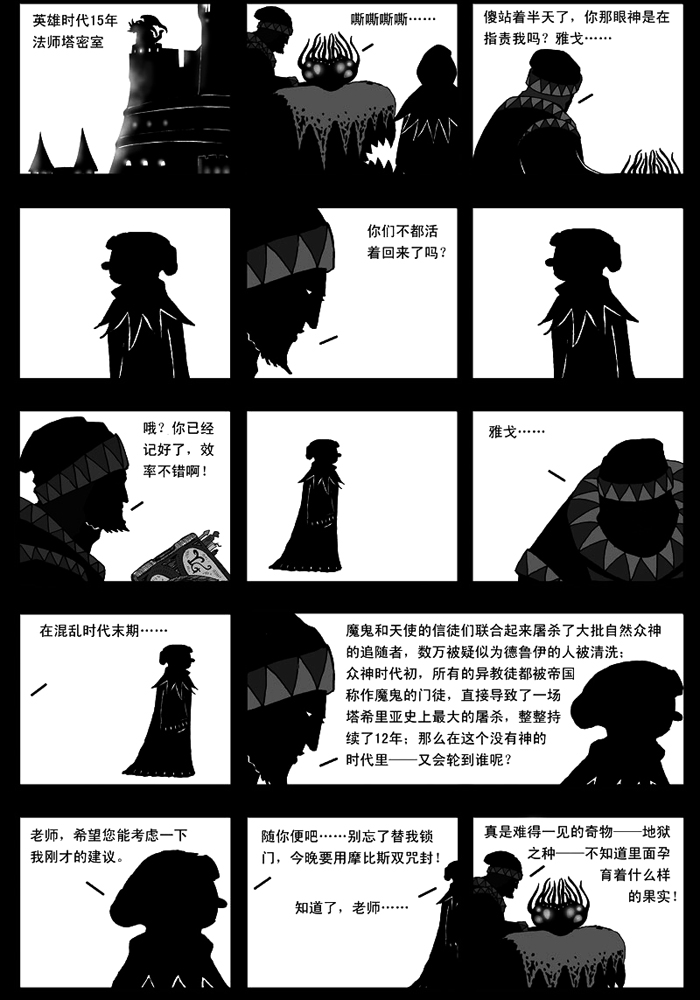 英雄时代15年
法师塔密室
嘶嘶嘶嘶……
傻站着半天了，你那眼神是在
指责我吗？雅戈……
你们不都活
着回来了吗？
哦？你已经
记好了，效
率不错啊！
雅戈……
在混乱时代末期……
魔鬼和天使的信徒们联合起来屠杀了大批自然众神
的追随者，数万被疑似为德鲁伊的人被清洗；
众神时代初，所有的异教徒都被帝国
称作魔鬼的门徒，直接导致了一场
塔希里亚史上最大的屠杀，整整持
续了12年；那么在这个没有神的
时代里——又会轮到谁呢？
老师，希望您能考虑一下
我刚才的建议。
随你便吧……别忘了替我锁
门，今晚要用摩比斯双咒封！
知道了，老师……
真是难得一见的奇物——地狱
之种——不知道里面孕
育着什么样
的果实！